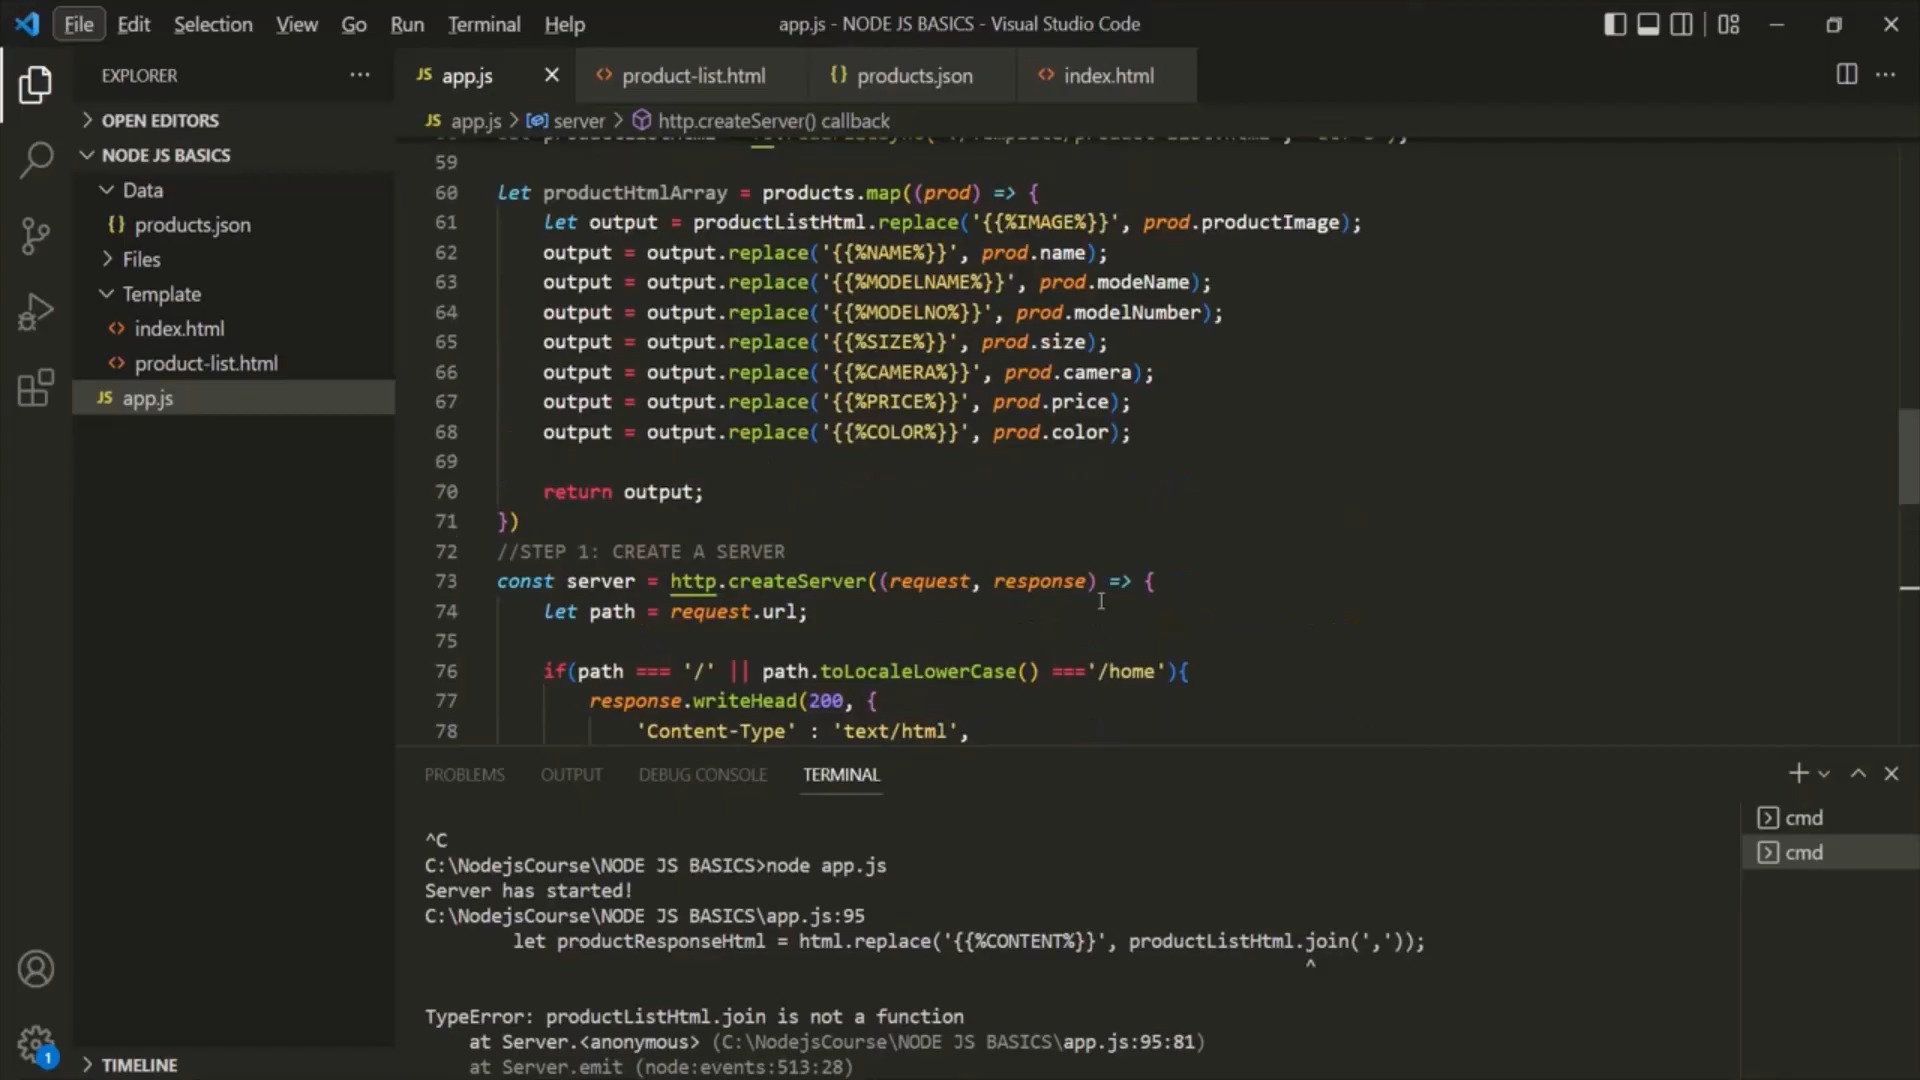 File Edit Selection View Go Run Terminal Help
app.js - NODE JS BASICS - Visual Studio Code
EXPLORER
OPEN EDITORS
NODE JS BASICS
Data
{} products.json
Files
Template
<> index.html
<> product-list.html
JS app.js
TIMELINE
1
JS app.js
<> product-list.html
{} products.json
<> index.html
JS app.js > server > http.createServer() callback
59
60 let productHtmlArray = products.map((prod) => {
61 let output = productListHtml.replace('{{%IMAGE%}}', prod.productImage);
62 output = output.replace('{{%NAME%}}', prod.name);
63 output = output.replace('{{%MODELNAME%}}', prod.modeName);
64 output = output.replace('{{%MODELNO%}}', prod.modelNumber);
65 output = output.replace('{{%SIZE%}}', prod.size);
66 output = output.replace('{{%CAMERA%}}', prod.camera);
67 output = output.replace('{{%PRICE%}}', prod.price);
68 output = output.replace('{{%COLOR%}}', prod.color);
69
70 return output;
71 })
72 //STEP 1: CREATE A SERVER
73 const server = http.createServer((request, response) => {
74 let path = request.url;
75
76 if(path === '/' || path.toLocaleLowerCase() ==='/home'){
77 response.writeHead(200, {
78 'Content-Type' : 'text/html',
PROBLEMS OUTPUT DEBUG CONSOLE TERMINAL
cmd
cmd
^C
C:\NodejsCourse\NODE JS BASICS>node app.js
Server has started!
C:\NodejsCourse\NODE JS BASICS\app.js:95
let productResponseHtml = html.replace('{{%CONTENT%}}', productListHtml.join(','));
^
TypeError: productListHtml.join is not a function
at Server.<anonymous> (C:\NodejsCourse\NODE JS BASICS\app.js:95:81)
at Server.emit (node:events:513:28)